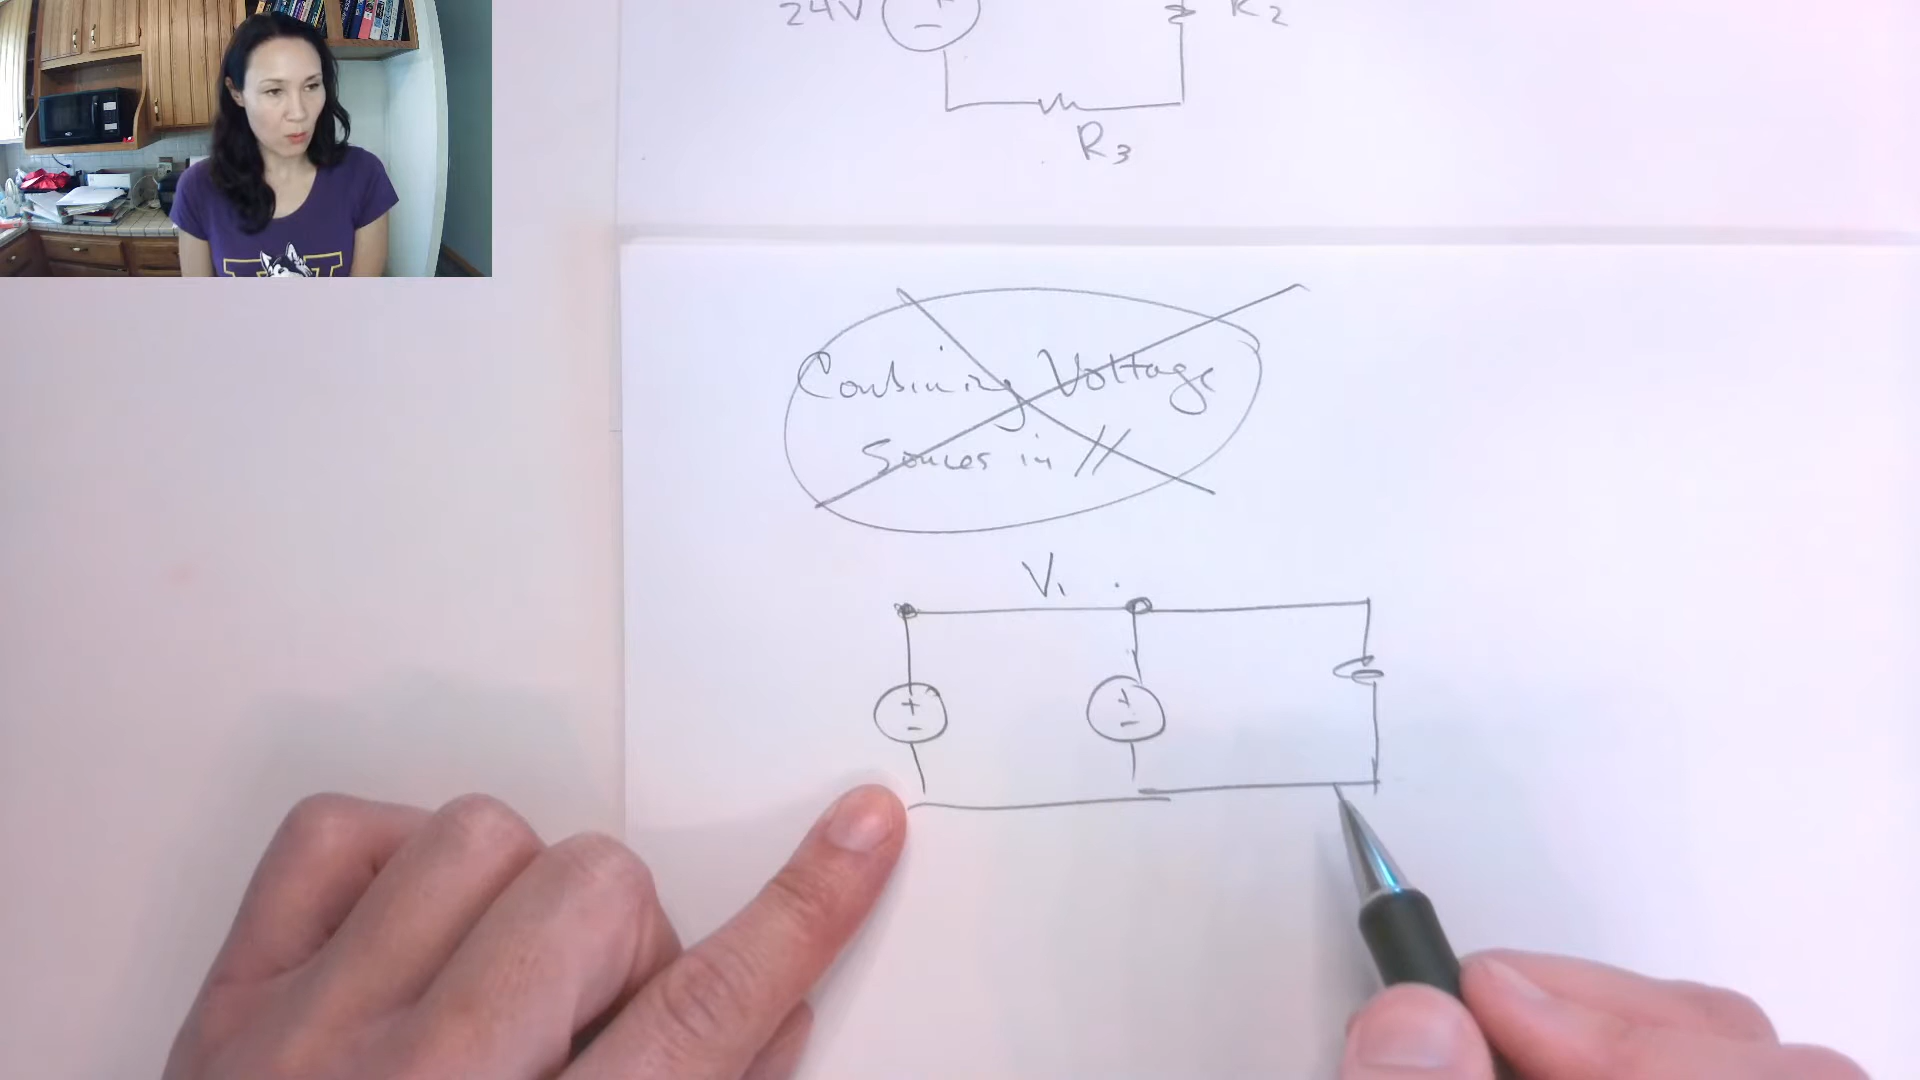 24V
R2
R3
Combining Voltage
Sources in //
V1
+
-
+
-
W